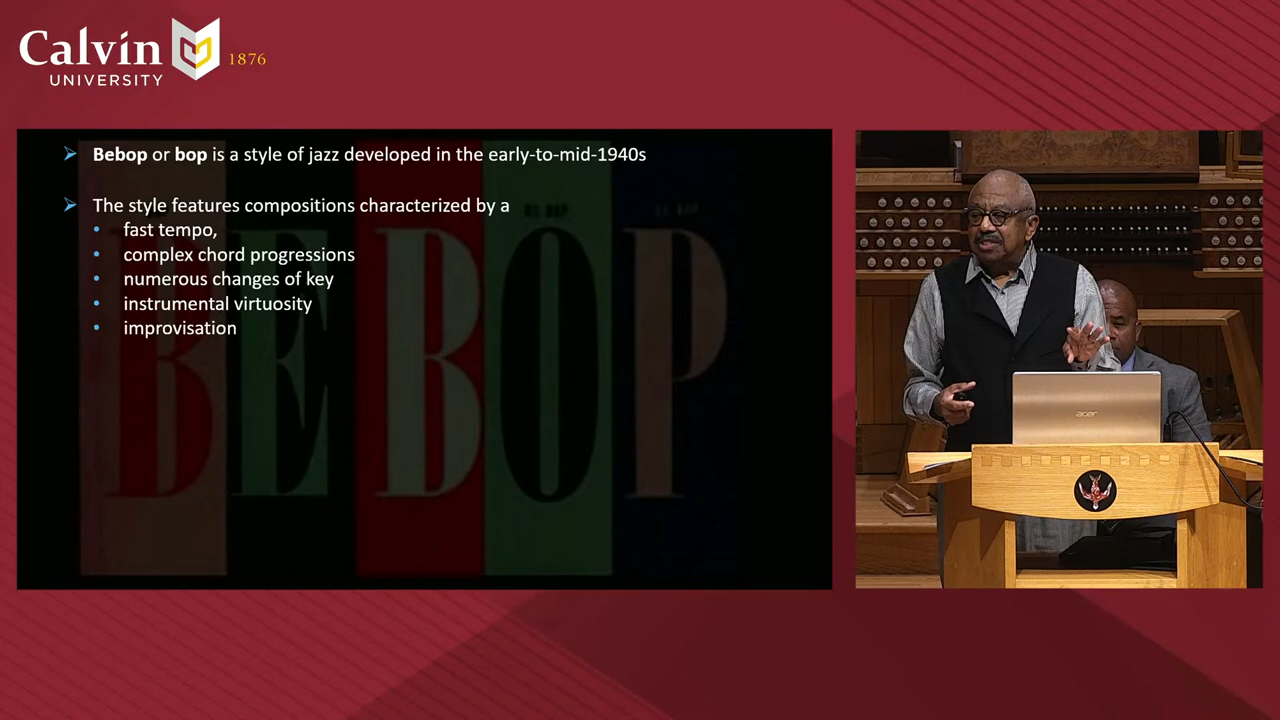 Calvin
UNIVERSITY
1876
Bebop or bop is a style of jazz developed in the early-to-mid-1940s
The style features compositions characterized by a
fast tempo,
complex chord progressions
numerous changes of key
instrumental virtuosity
improvisation
BEBOP
acer